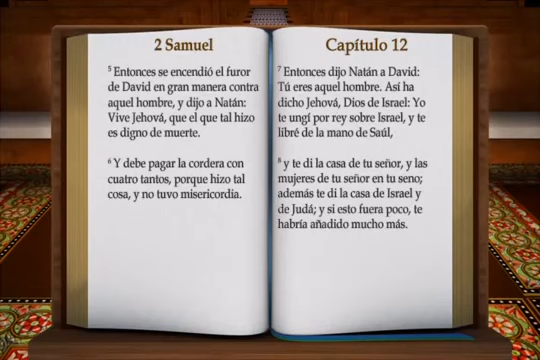 2 Samuel
⁵ Entonces se encendió el furor
de David en gran manera contra
aquel hombre, y dijo a Natán:
Vive Jehová, que el que tal hizo
es digno de muerte.
⁶ Y debe pagar la cordera con
cuatro tantos, porque hizo tal
cosa, y no tuvo misericordia.
Capítulo 12
⁷ Entonces dijo Natán a David:
Tú eres aquel hombre. Así ha
dicho Jehová, Dios de Israel: Yo
te ungí por rey sobre Israel, y te
libré de la mano de Saúl,
⁸ y te di la casa de tu señor, y las
mujeres de tu señor en tu seno;
además te di la casa de Israel y
de Judá; y si esto fuera poco, te
habría añadido mucho más.